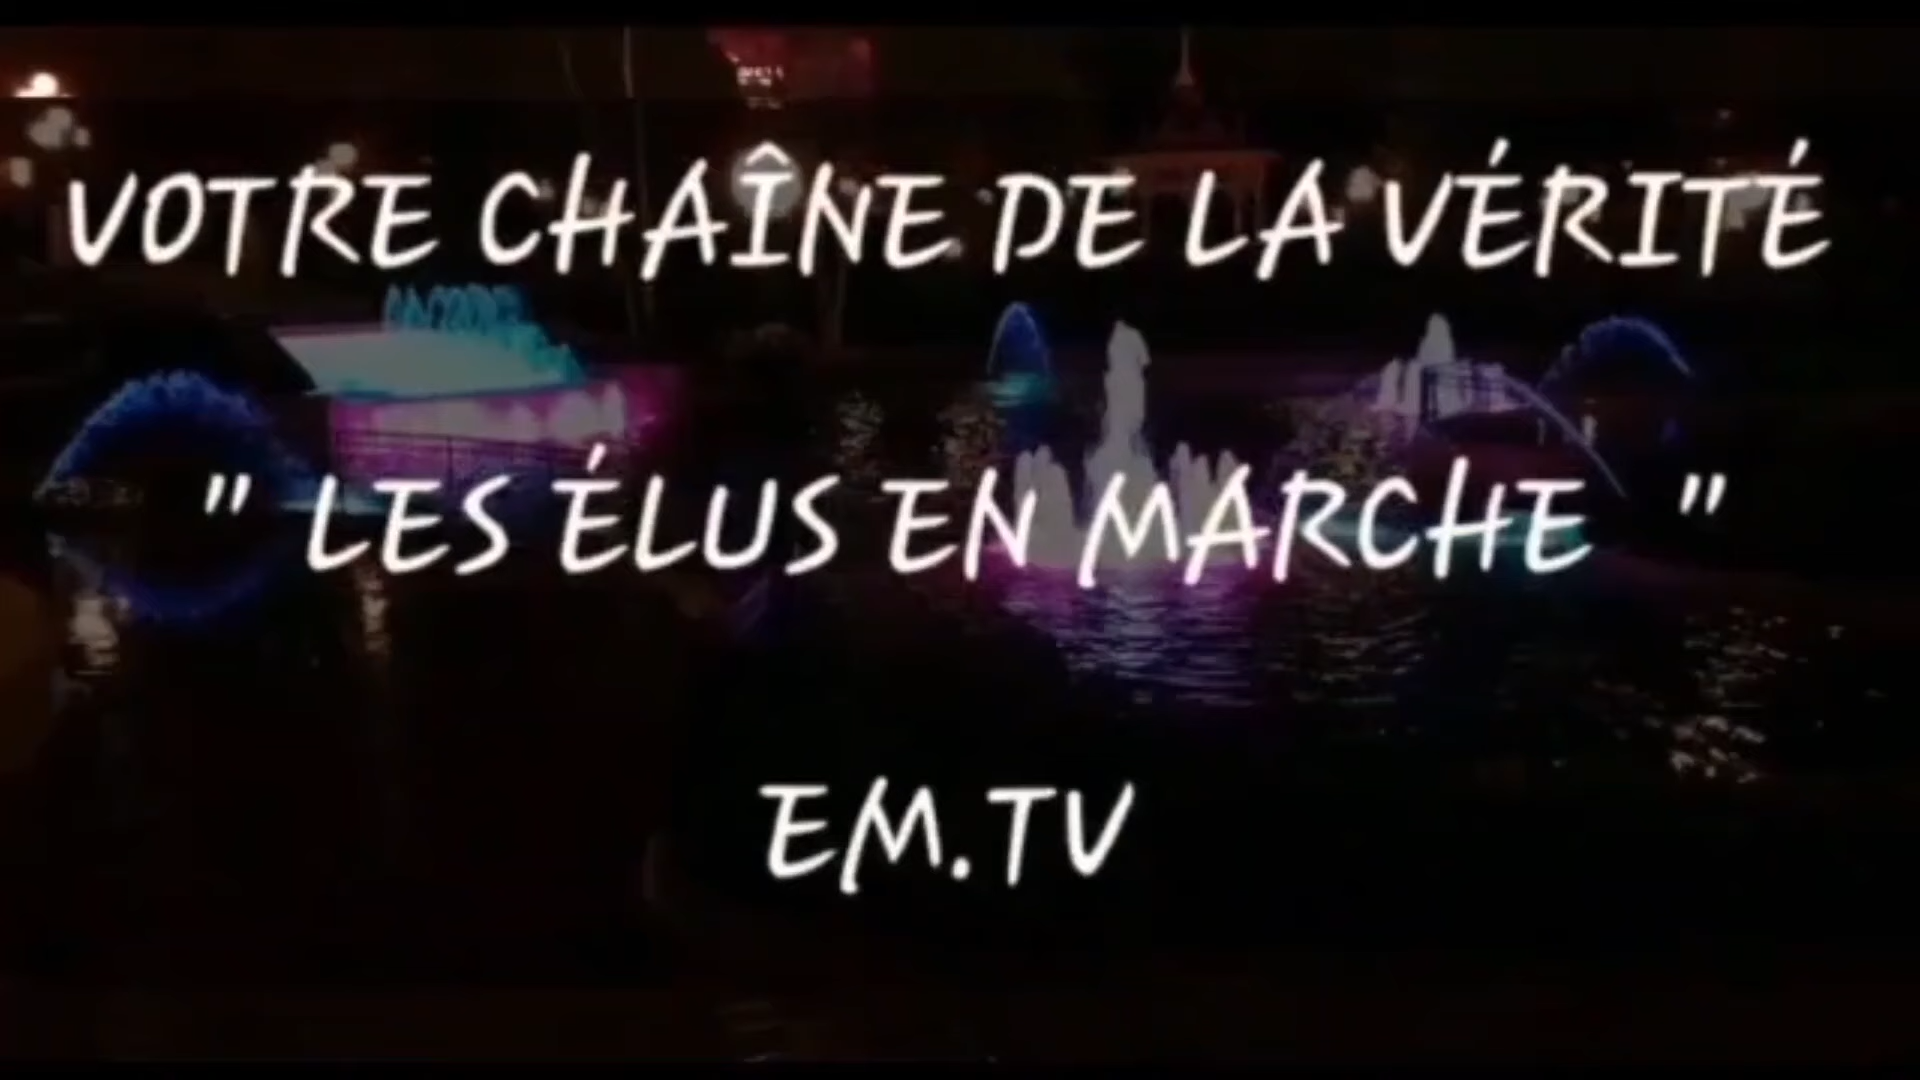 VOTRE CHAÎNE DE LA VÉRITÉ
" LES ÉLUS EN MARCHE "
EM.TV